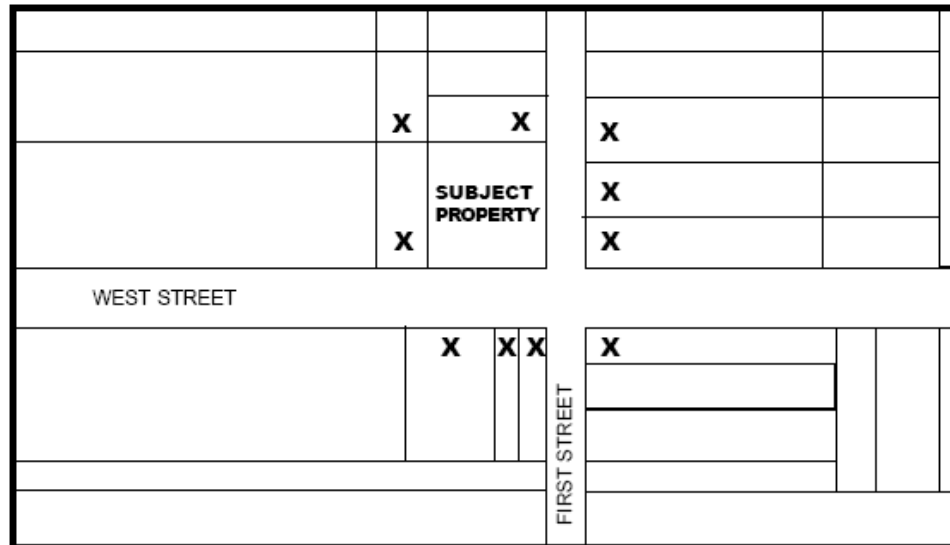 X X
X
SUBJECT
PROPERTY
X
X X
WEST STREET
X X X X
FIRST STREET